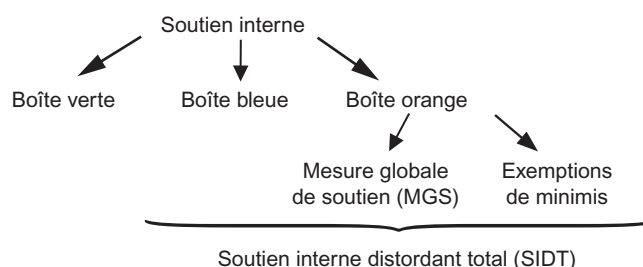 Soutien interne
Boîte verte
Boîte bleue
Boîte orange
Mesure globale
de soutien (MGS)
Exemptions
de minimis
Soutien interne distordant total (SIDT)